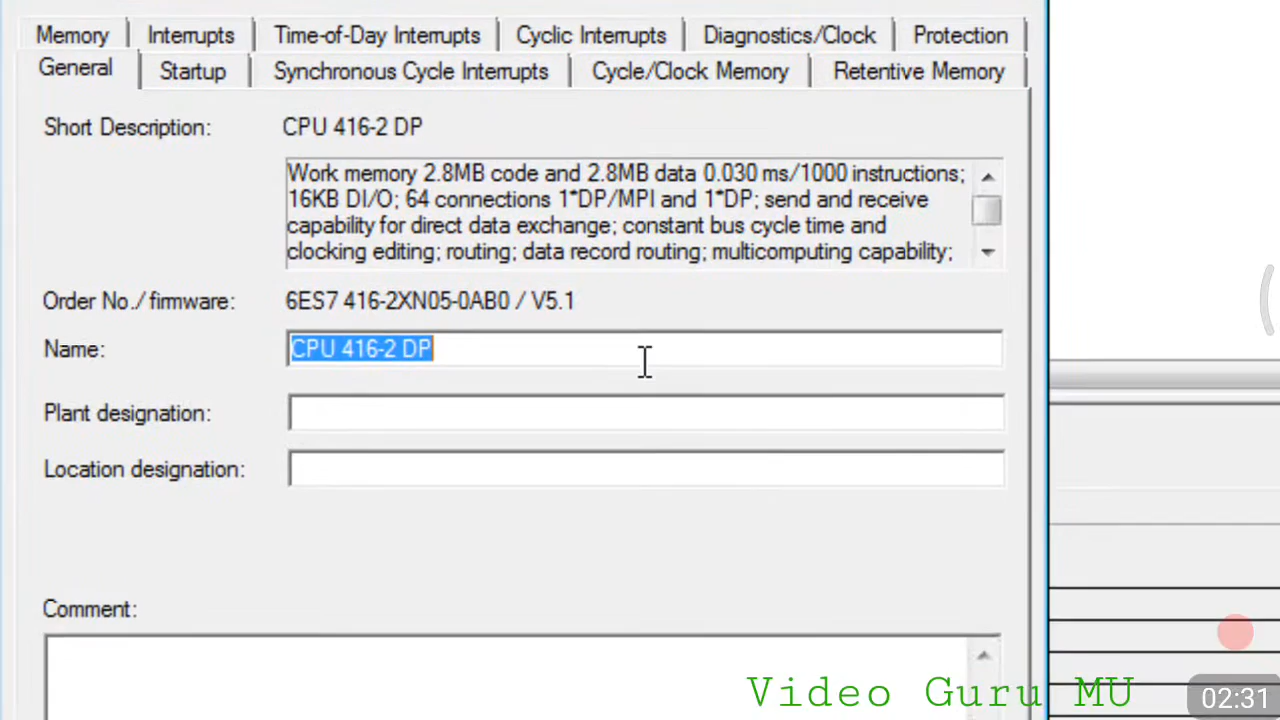 Memory Interrupts Time-of-Day Interrupts Cyclic Interrupts Diagnostics/Clock Protection
General Startup Synchronous Cycle Interrupts Cycle/Clock Memory Retentive Memory
Short Description: CPU 416-2 DP
Work memory 2.8MB code and 2.8MB data 0.030 ms/1000 instructions;
16KB DI/O; 64 connections 1*DP/MPI and 1*DP; send and receive
capability for direct data exchange; constant bus cycle time and
clocking editing; routing; data record routing; multicomputing capability;
Order No./ firmware: 6ES7 416-2XN05-0AB0 / V5.1
Name: CPU 416-2 DP
Plant designation:
Location designation:
Comment:
Video Guru MU
02:31